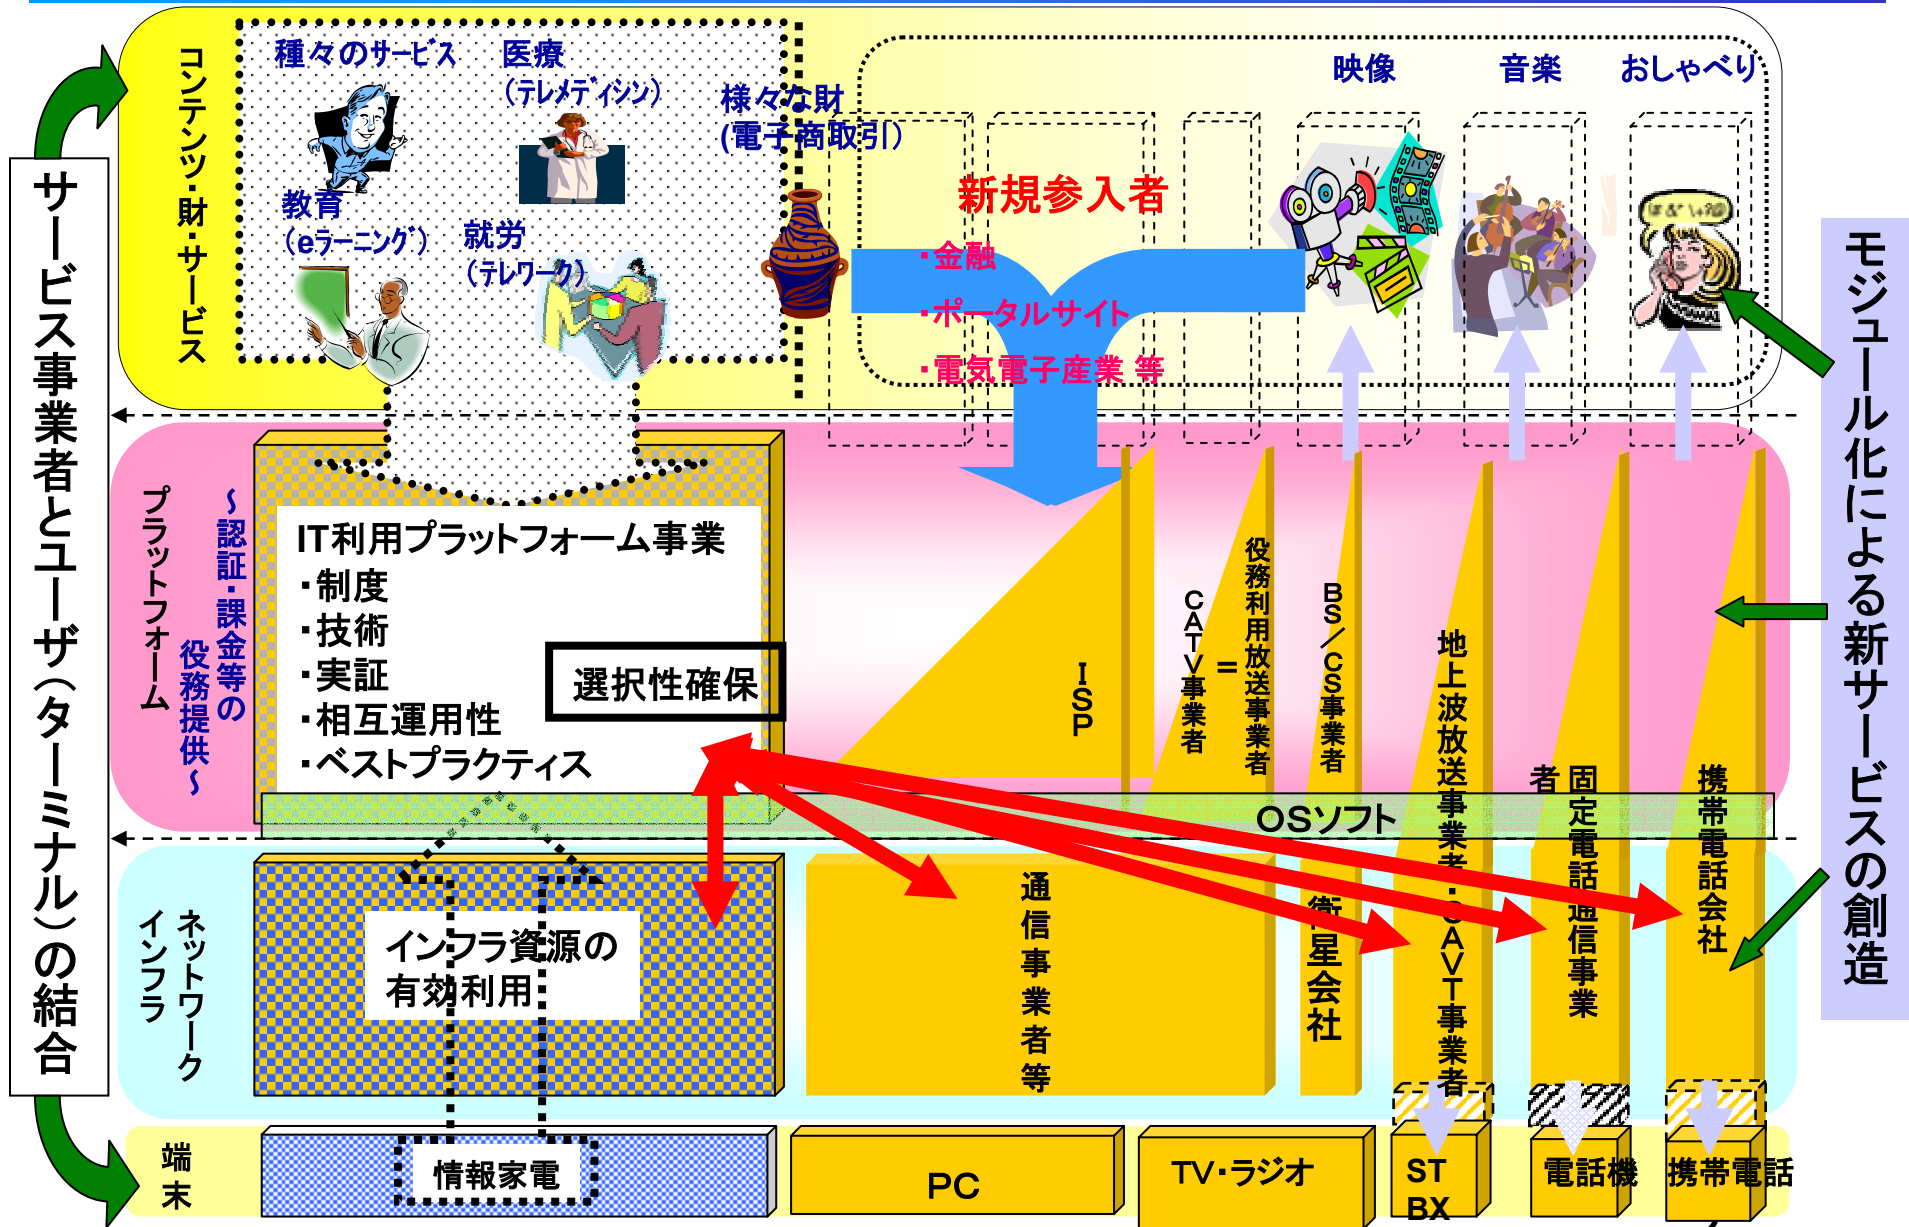 サービス事業者とユーザ(ターミナル)の結合
コンテンツ・財・サービス
種々のサービス
医療
(テレメディシン)
様々な財
(電子商取引)
教育
(eラーニング)
就労
(テレワーク)
新規参入者
・金融
・ポータルサイト
・電気電子産業 等
映像
音楽
おしゃべり
モジュール化による新サービスの創造
プラットフォーム
～認証・課金等の
役務提供～
IT利用プラットフォーム事業
・制度
・技術
・実証
・相互運用性
・ベストプラクティス
選択性確保
ISP
CATV事業者
＝
役務利用放送事業者
BS／CS事業者
地上波放送事業者・CAVT事業者
固定電話通信事業
者
携帯電話会社
OSソフト
ネットワーク
インフラ
インフラ資源の
有効利用
通信事業者等
衛星会社
端末
情報家電
PC
TV・ラジオ
ST
BX
電話機
携帯電話